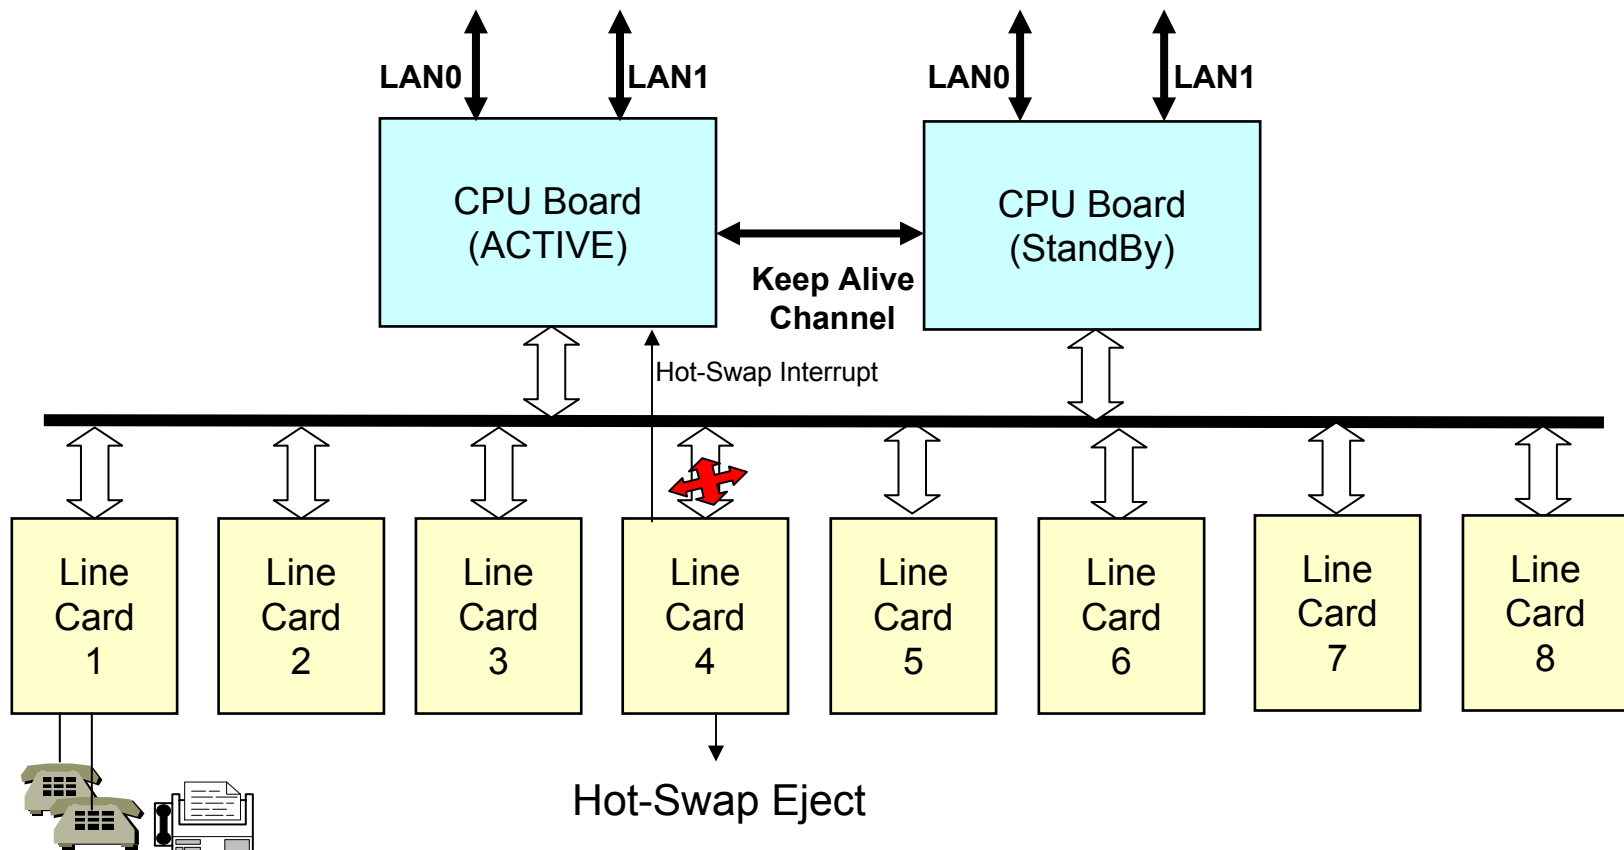 LAN0
LAN1
LAN0
LAN1
CPU Board
(ACTIVE)
CPU Board
(StandBy)
Keep Alive
Channel
Hot-Swap Interrupt
Line
Card
1
Line
Card
2
Line
Card
3
Line
Card
4
Line
Card
5
Line
Card
6
Line
Card
7
Line
Card
8
Hot-Swap Eject